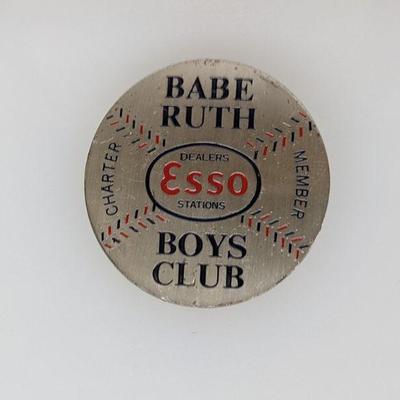 BABE
RUTH
CHARTER
DEALERS
Esso
STATIONS
MEMBER
BOYS
CLUB